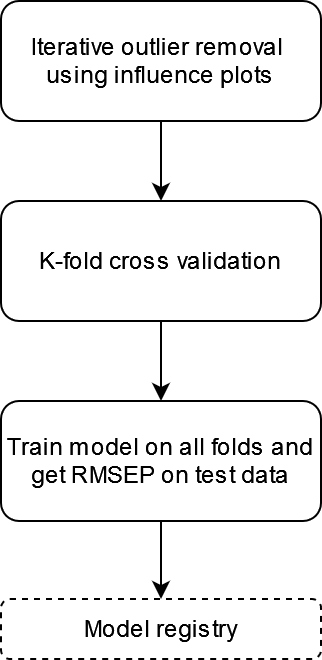 Iterative outlier removal
using influence plots
K-fold cross validation
Train model on all folds and
get RMSEP on test data
Model registry